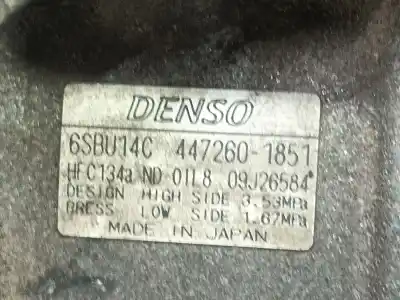 DENSO
6SBU14C 447260-1851
HFC134a ND-OIL8 09J26584
DESIGN HIGH SIDE 3.53MPa
PRESS LOW SIDE 1.67MPa
MADE IN JAPAN